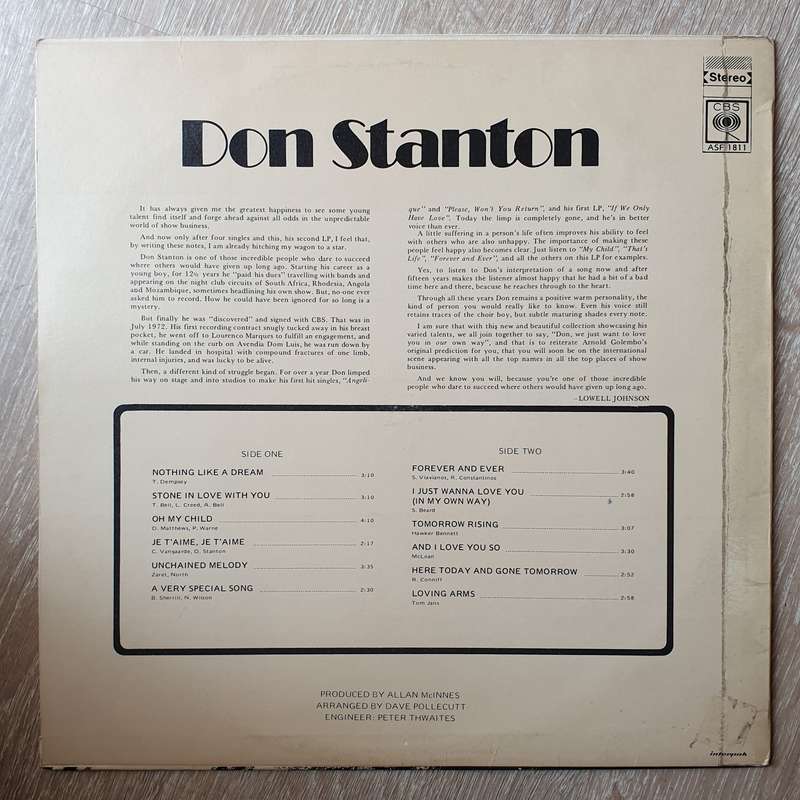 Stereo
CBS
ASF 1811
Don Stanton
It has always given me the greatest happiness to see some young
talent find itself and forge ahead against all odds in the unpredictable
world of show business.
And now only after four singles and this, his second LP, I feel that,
by writing these notes, I am already hitching my wagon to a star.
Don Stanton is one of those incredible people who dare to succeed
where others would have given up long ago. Starting his career as a
young boy, for 12½ years he "paid his dues" travelling with bands and
appearing on the night club circuits of South Africa, Rhodesia, Angola
and Mozambique, sometimes headlining his own show. But, no-one ever
asked him to record. How he could have been ignored for so long is a
mystery.
But finally he was "discovered" and signed with CBS. That was in
July 1972. His first recording contract snugly tucked away in his breast
pocket, he went off to Lourenco Marques to fulfill an engagement, and
while standing on the curb on Avendia Dom Luis, he was run down by
a car. He landed in hospital with compound fractures of one limb,
internal injuries, and was lucky to be alive.
Then, a different kind of struggle began. For over a year Don limped
his way on stage and into studios to make his first hit singles, "Angeli-
que" and "Please, Won't You Return", and his first LP, "If We Only
Have Love". Today the limp is completely gone, and he's in better
voice than ever.
A little suffering in a person's life often improves his ability to feel
with others who are also unhappy. The importance of making these
people feel happy also becomes clear. Just listen to "My Child", "That's
Life", "Forever and Ever", and all the others on this LP for examples.
Yes, to listen to Don's interpretation of a song now and after
fifteen years makes the listener almost happy that he had a bit of a bad
time here and there, beacuse he reaches through to the heart.
Through all these years Don remains a positive warm personality, the
kind of person you would really like to know. Even his voice still
retains traces of the choir boy, but subtle maturing shades every note.
I am sure that with this new and beautiful collection showcasing his
varied talents, we all join together to say, "Don, we just want to love
you in our own way", and that is to reiterate Arnold Golembo's
original prediction for you, that you will soon be on the international
scene appearing with all the top names in all the top places of show
business.
And we know you will, because you're one of those incredible
people who dare to succeed where others would have given up long ago.
–LOWELL JOHNSON
SIDE ONE
NOTHING LIKE A DREAM 3:10
T. Dempsey
STONE IN LOVE WITH YOU 3:10
T. Bell, L. Creed, A. Bell
OH MY CHILD 4:10
D. Matthews, P. Warne
JE T'AIME, JE T'AIME 2:17
C. Vangaarde, D. Stanton
UNCHAINED MELODY 3:35
Zaret, North
A VERY SPECIAL SONG 2:30
B. Sherrill, N. Wilson
SIDE TWO
FOREVER AND EVER 3:40
S. Vlavianos, R. Constantinos
I JUST WANNA LOVE YOU 2:58
(IN MY OWN WAY)
S. Beard
TOMORROW RISING 3:07
Hawker Bennett
AND I LOVE YOU SO 3:30
McLean
HERE TODAY AND GONE TOMORROW 2:52
R. Conniff
LOVING ARMS 2:58
Tom Jans
PRODUCED BY ALLAN McINNES
ARRANGED BY DAVE POLLECUTT
ENGINEER: PETER THWAITES
interpak